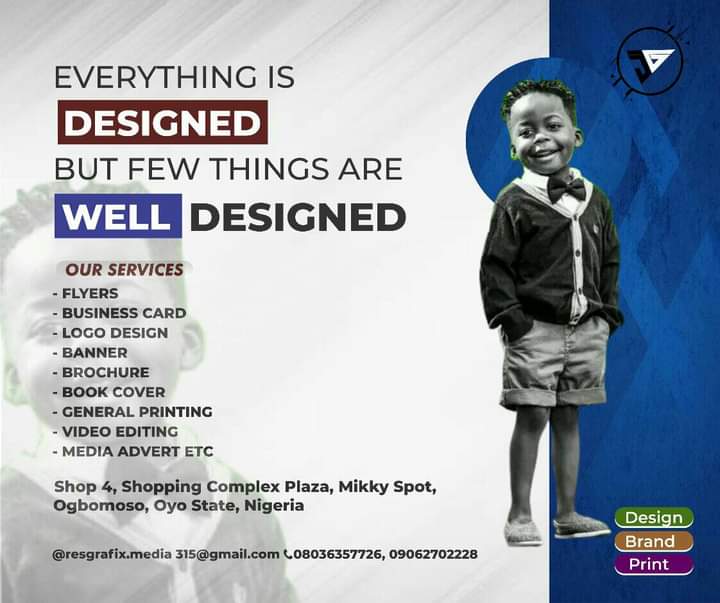 EVERYTHING IS
DESIGNED
BUT FEW THINGS ARE
WELL DESIGNED
OUR SERVICES
- FLYERS
- BUSINESS CARD
- LOGO DESIGN
- BANNER
- BROCHURE
- BOOK COVER
- GENERAL PRINTING
- VIDEO EDITING
- MEDIA ADVERT ETC
Shop 4, Shopping Complex Plaza, Mikky Spot,
Ogbomoso, Oyo State, Nigeria
@resgrafix.media 315@gmail.com 08036357726, 09062702228
Design
Brand
Print